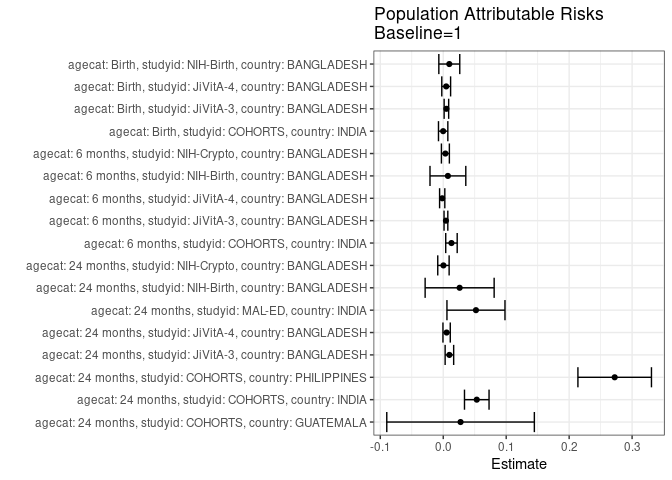 Population Attributable Risks
Baseline=1
agecat: Birth, studyid: NIH-Birth, country: BANGLADESH
agecat: Birth, studyid: JiVitA-4, country: BANGLADESH
agecat: Birth, studyid: JiVitA-3, country: BANGLADESH
agecat: Birth, studyid: COHORTS, country: INDIA
agecat: 6 months, studyid: NIH-Crypto, country: BANGLADESH
agecat: 6 months, studyid: NIH-Birth, country: BANGLADESH
agecat: 6 months, studyid: JiVitA-4, country: BANGLADESH
agecat: 6 months, studyid: JiVitA-3, country: BANGLADESH
agecat: 6 months, studyid: COHORTS, country: INDIA
agecat: 24 months, studyid: NIH-Crypto, country: BANGLADESH
agecat: 24 months, studyid: NIH-Birth, country: BANGLADESH
agecat: 24 months, studyid: MAL-ED, country: INDIA
agecat: 24 months, studyid: JiVitA-4, country: BANGLADESH
agecat: 24 months, studyid: JiVitA-3, country: BANGLADESH
agecat: 24 months, studyid: COHORTS, country: PHILIPPINES
agecat: 24 months, studyid: COHORTS, country: INDIA
agecat: 24 months, studyid: COHORTS, country: GUATEMALA
-0.1 0.0 0.1 0.2 0.3
Estimate